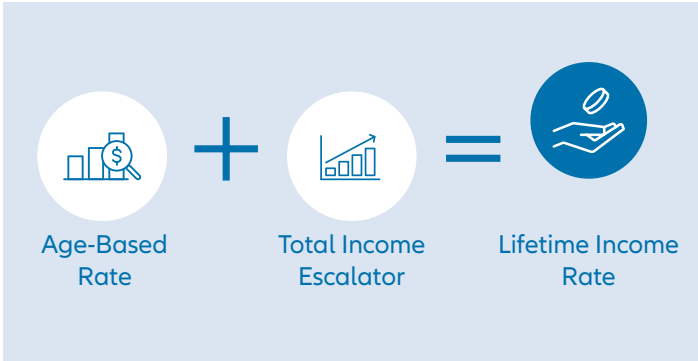 Age-Based
Rate
+
Total Income
Escalator
=
Lifetime Income
Rate
$